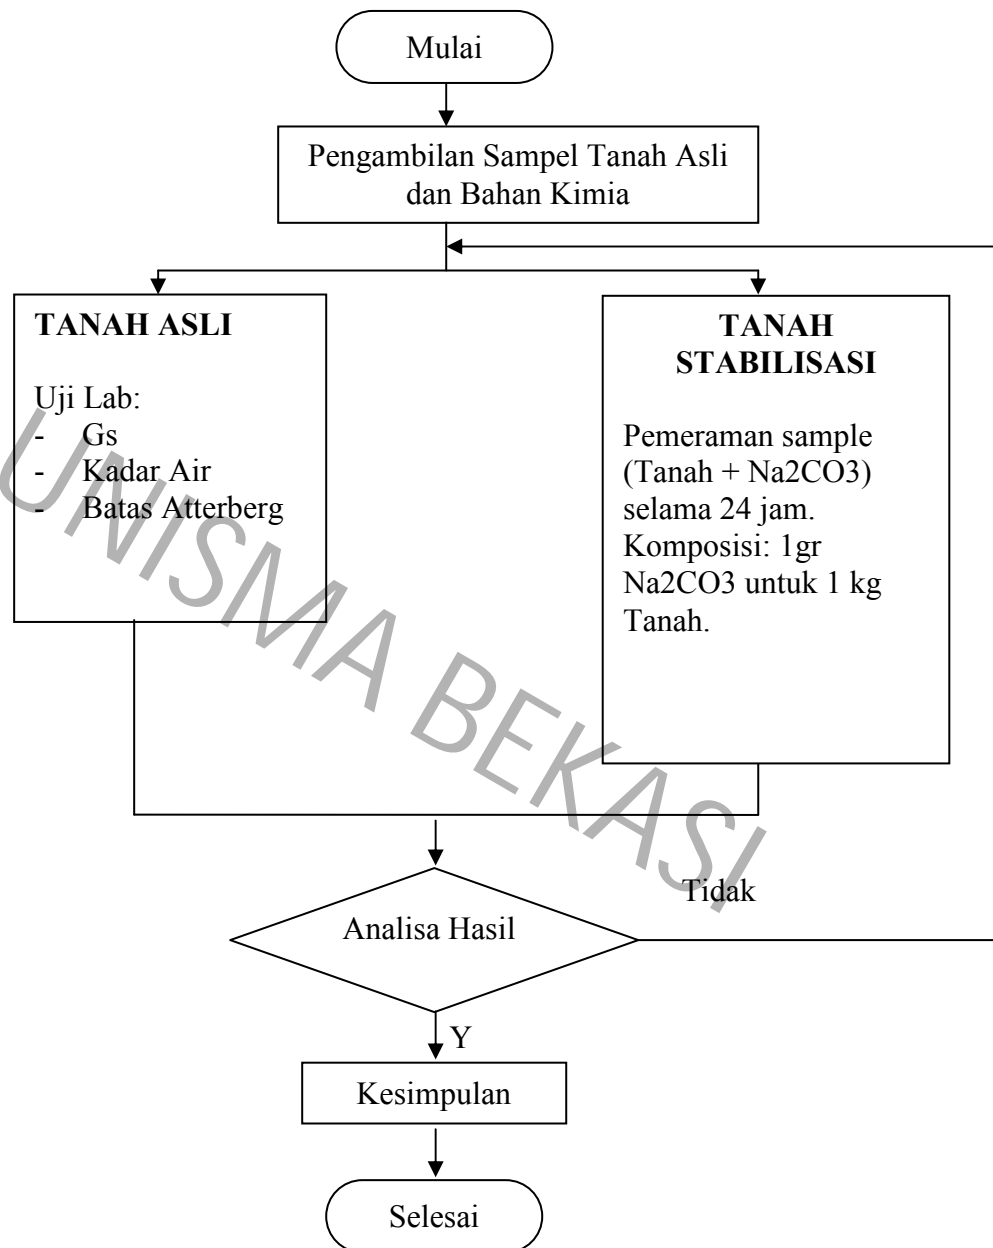 Mulai
Pengambilan Sampel Tanah Asli
dan Bahan Kimia
TANAH ASLI
Uji Lab:
- Gs
- Kadar Air
- Batas Atterberg
TANAH
STABILISASI
Pemeraman sample
(Tanah + Na2CO3)
selama 24 jam.
Komposisi: 1gr
Na2CO3 untuk 1 kg
Tanah.
UNISMA BEKASI
Tidak
Analisa Hasil
Y
Kesimpulan
Selesai